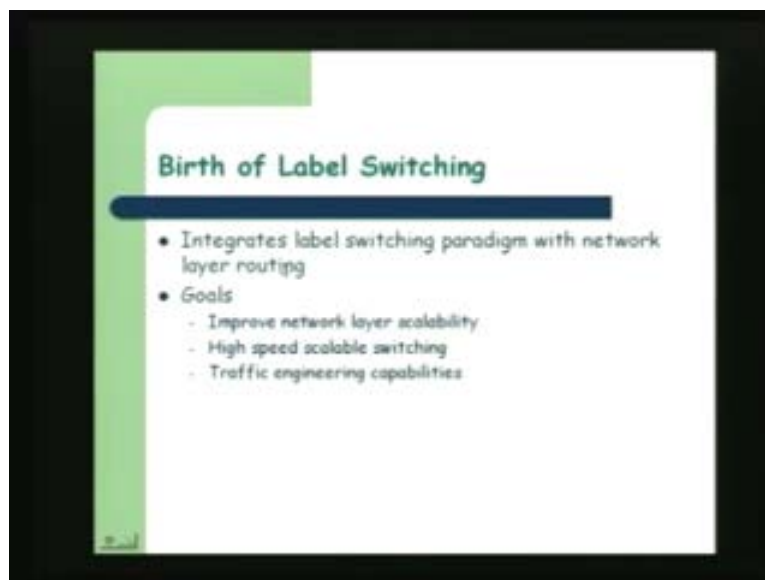 Birth of Label Switching
● Integrates label switching paradigm with network
layer routing
● Goals
- Improve network layer scalability
- High speed scalable switching
- Traffic engineering capabilities